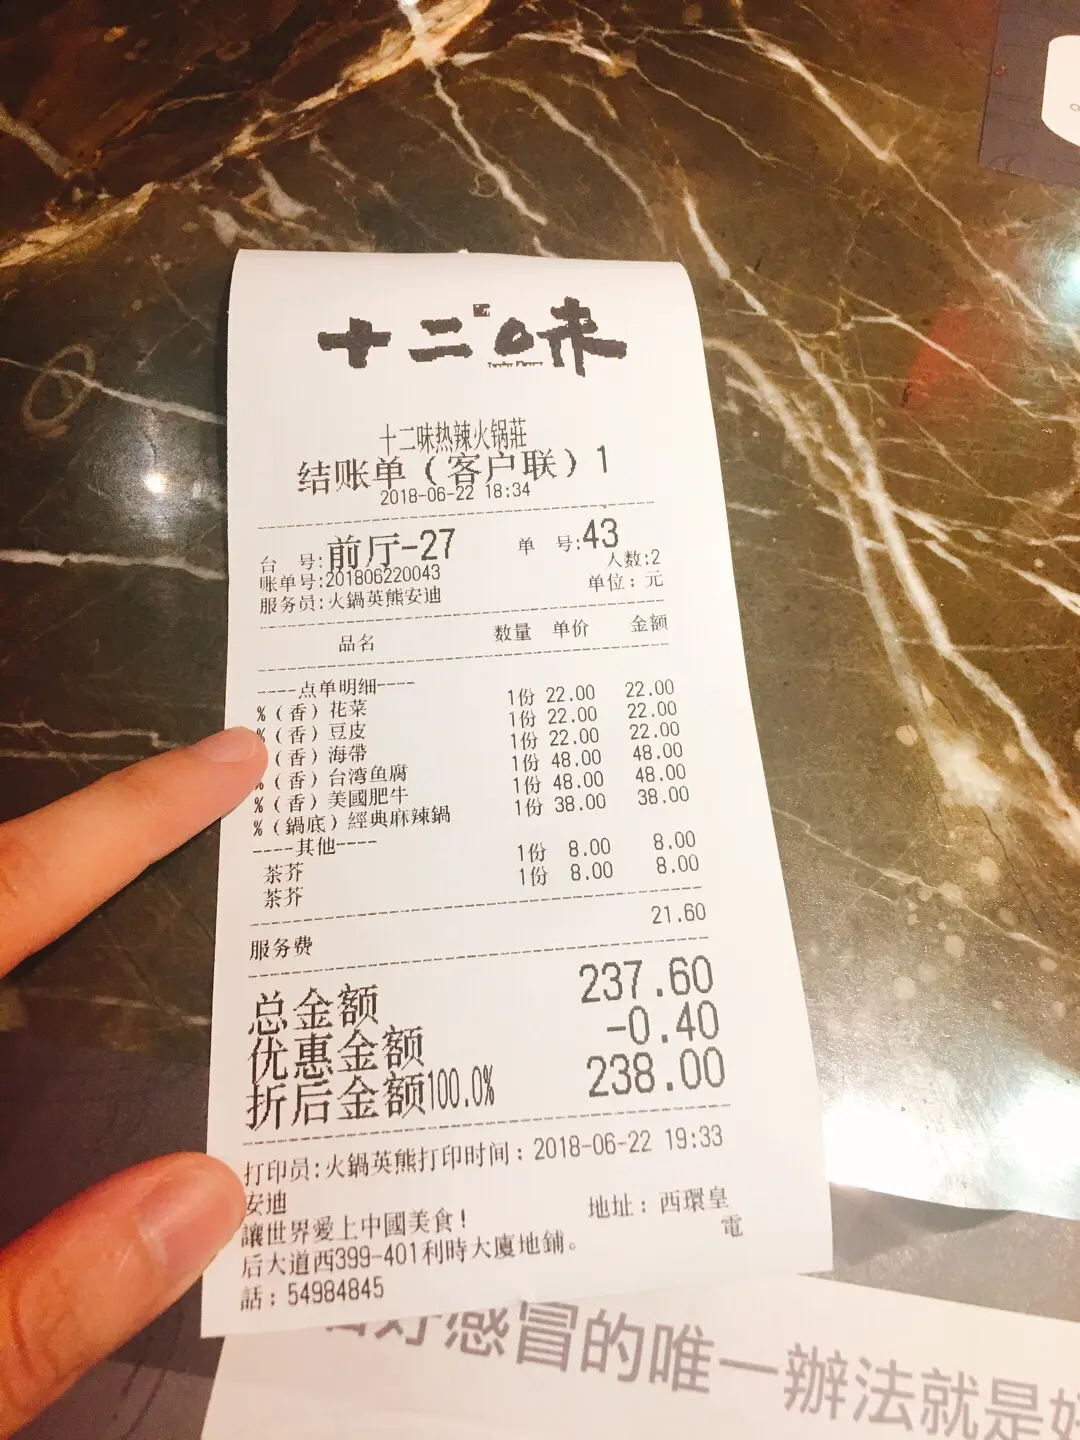 十二味
十二味热辣火锅莊
结账单（客户联）1
2018-06-22 18:34
台 号:前厅-27 单 号:43
账单号:201806220043 人数:2
服务员:火鍋英熊安迪 单位：元
品名 数量 单价 金额
----点单明细----
%（香）花菜 1份 22.00 22.00
%（香）豆皮 1份 22.00 22.00
（香）海带 1份 22.00 22.00
%（香）台湾鱼腐 1份 48.00 48.00
%（香）美國肥牛 1份 48.00 48.00
%（鍋底）經典麻辣鍋 1份 38.00 38.00
----其他----
茶芥 1份 8.00 8.00
茶芥 1份 8.00 8.00
服务费 21.60
总金额 237.60
优惠金额 -0.40
折后金额100.0% 238.00
打印员:火鍋英熊打印时间：2018-06-22 19:33
安迪
讓世界愛上中國美食！ 地址：西環皇
后大道西399-401利時大廈地鋪。 電
話：54984845
好感冒的唯一辦法就是